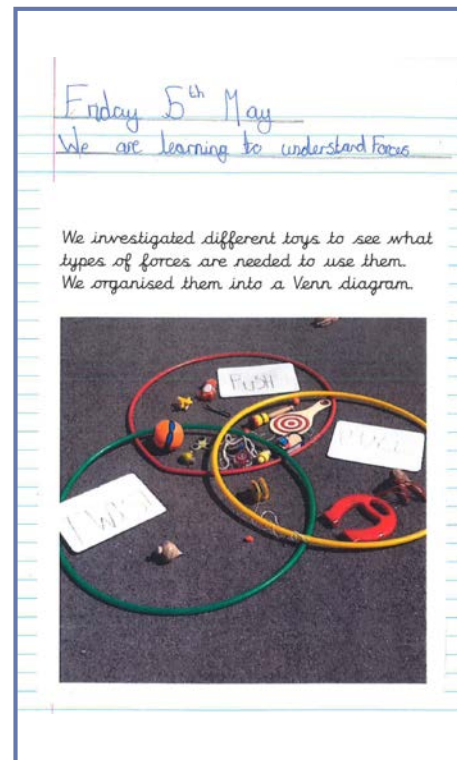 Friday 5th May
We are learning to understand Forces
We investigated different toys to see what
types of forces are needed to use them.
We organised them into a Venn diagram.
PUSH
PULL
TWIST